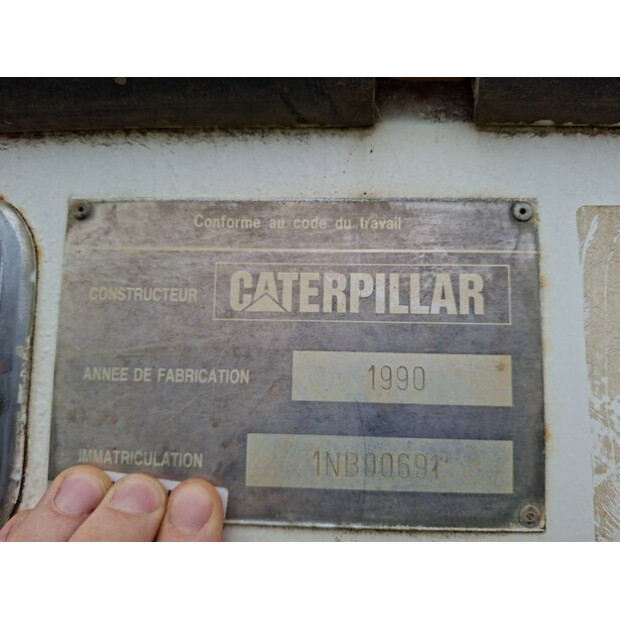 Conforme au code du travail
CONSTRUCTEUR CATERPILLAR
ANNEE DE FABRICATION 1990
IMMATRICULATION 1NB00691